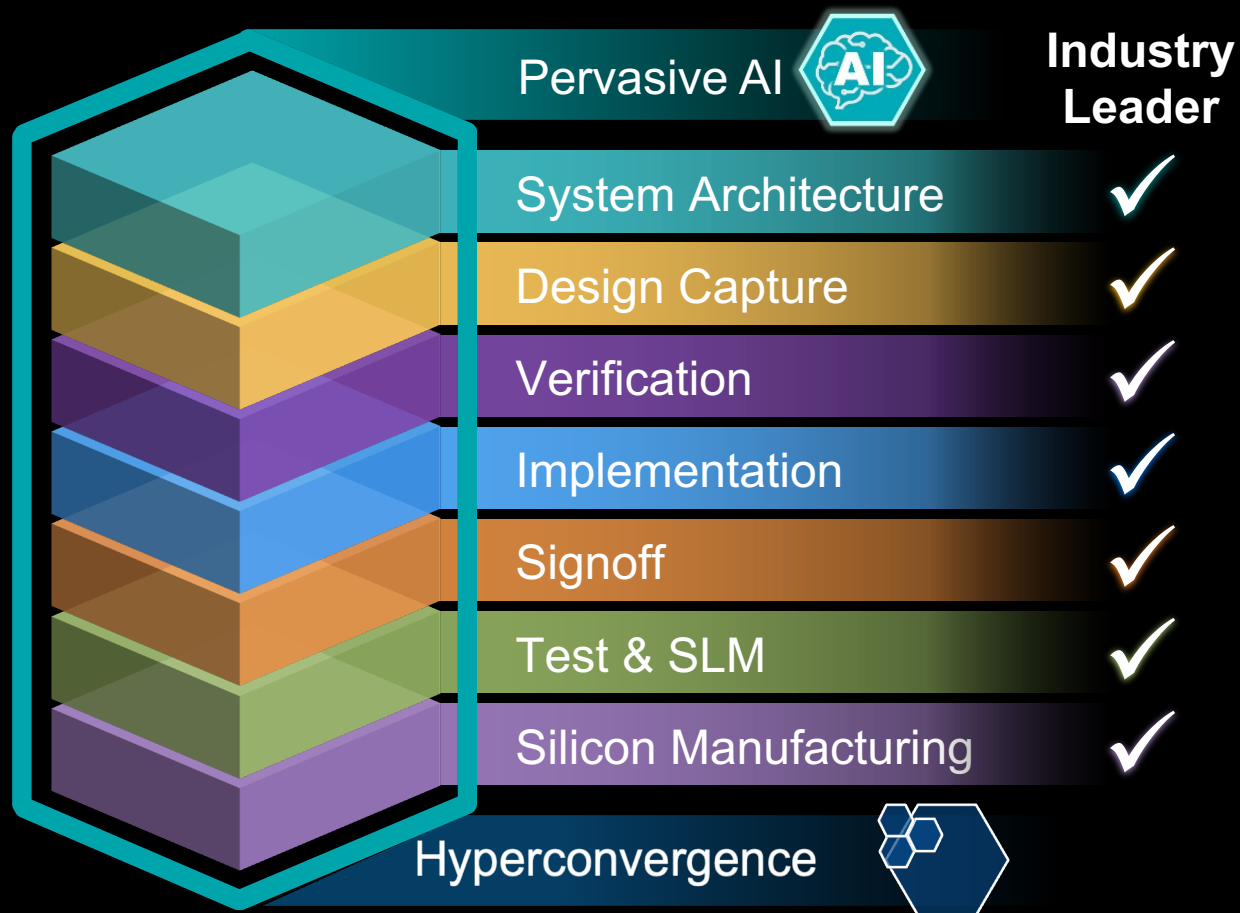 Pervasive AI
AI
Industry
Leader
System Architecture
Design Capture
Verification
Implementation
Signoff
Test & SLM
Silicon Manufacturing
Hyperconvergence